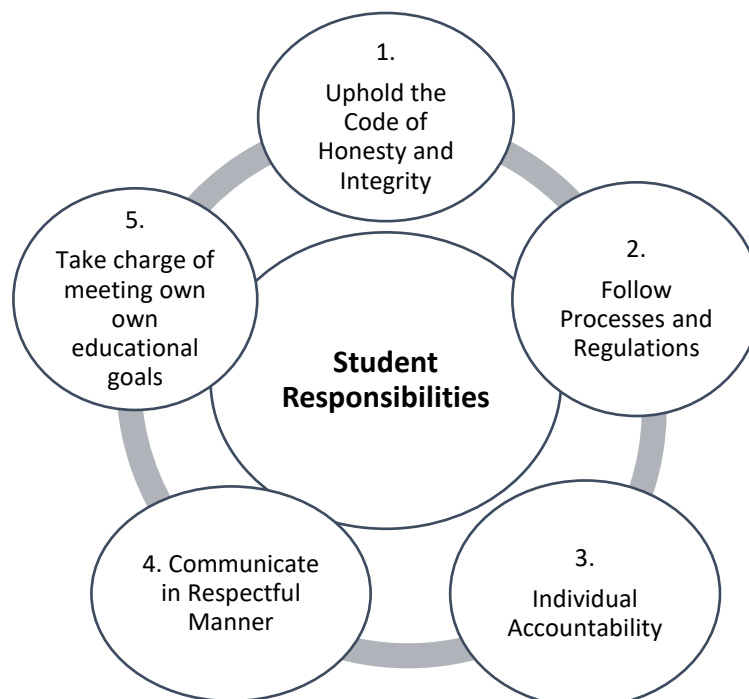 1.
Uphold the
Code of
Honesty and
Integrity
2.
Follow
Processes and
Regulations
3.
Individual
Accountability
4. Communicate
in Respectful
Manner
5.
Take charge of
meeting own
own
educational
goals
Student
Responsibilities